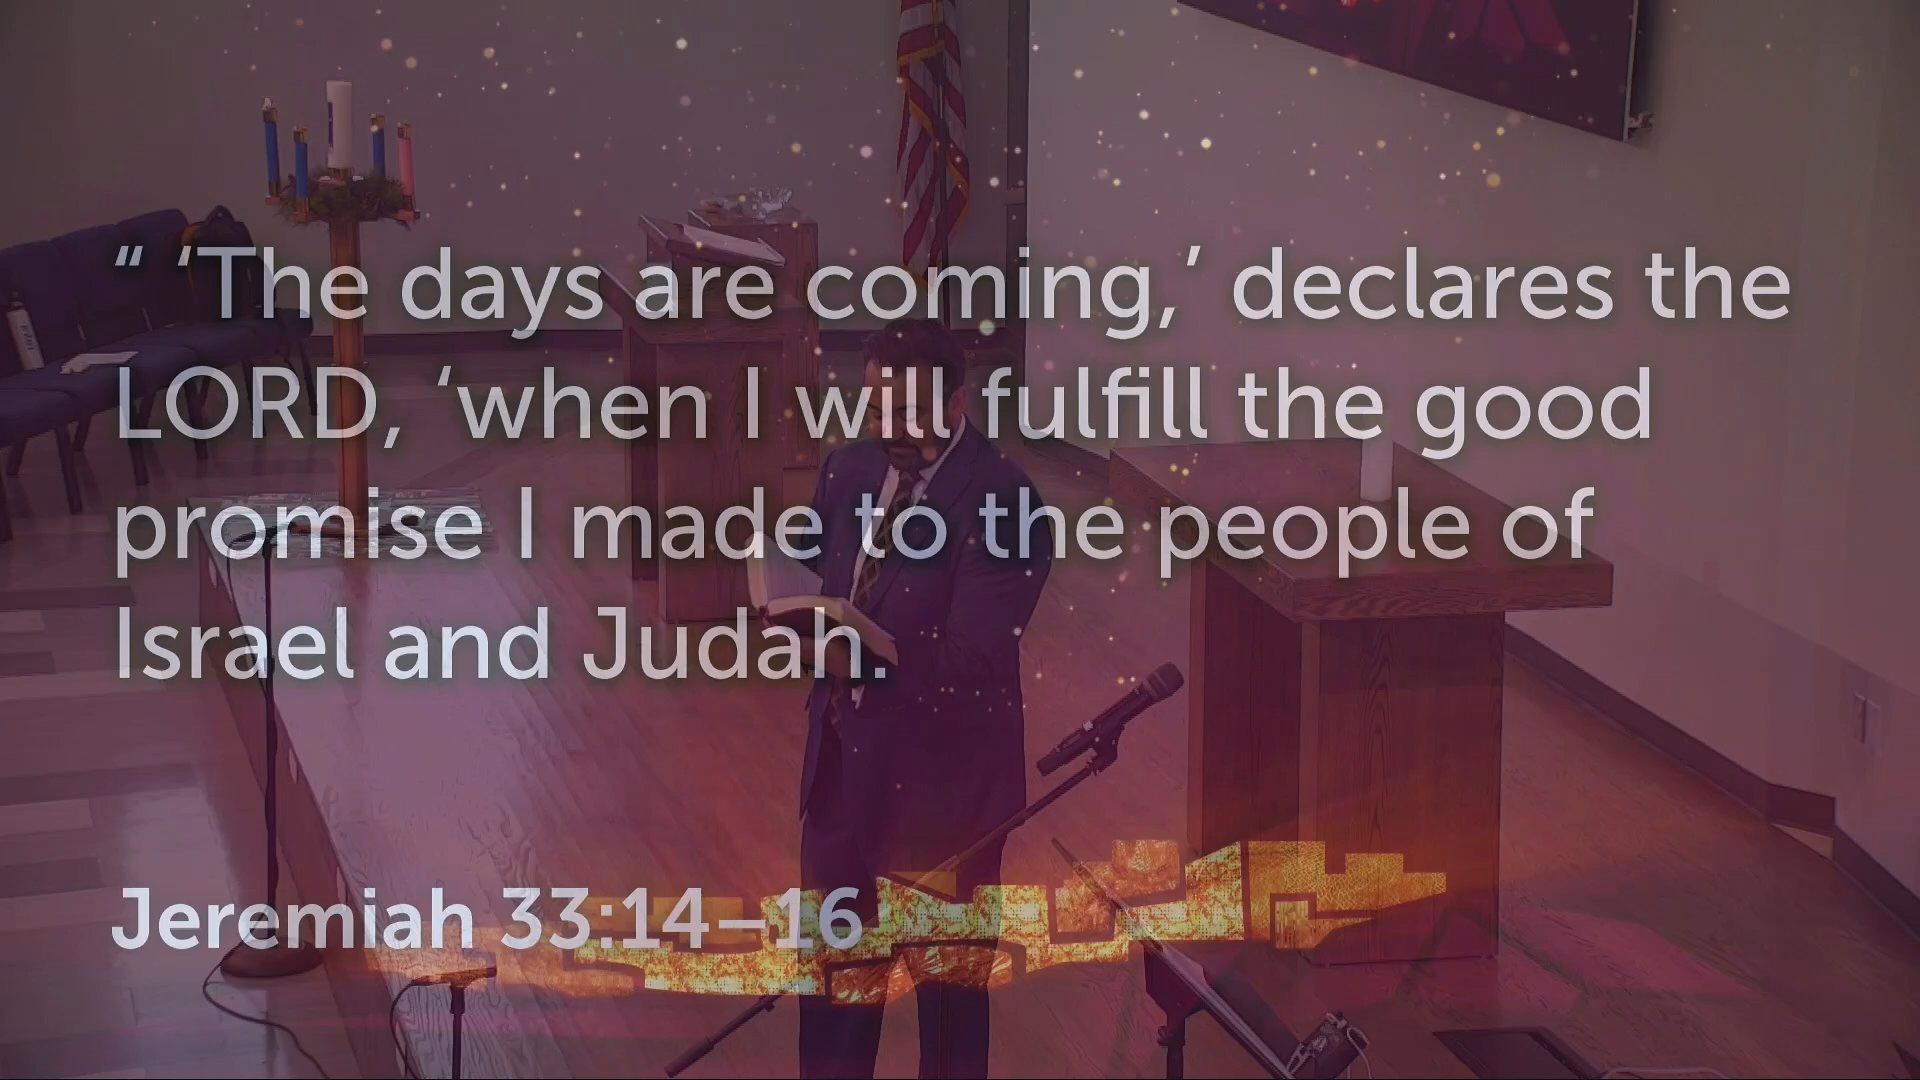 “ ‘The days are coming,’ declares the
LORD, ‘when I will fulfill the good
promise I made to the people of
Israel and Judah.
Jeremiah 33:14–16